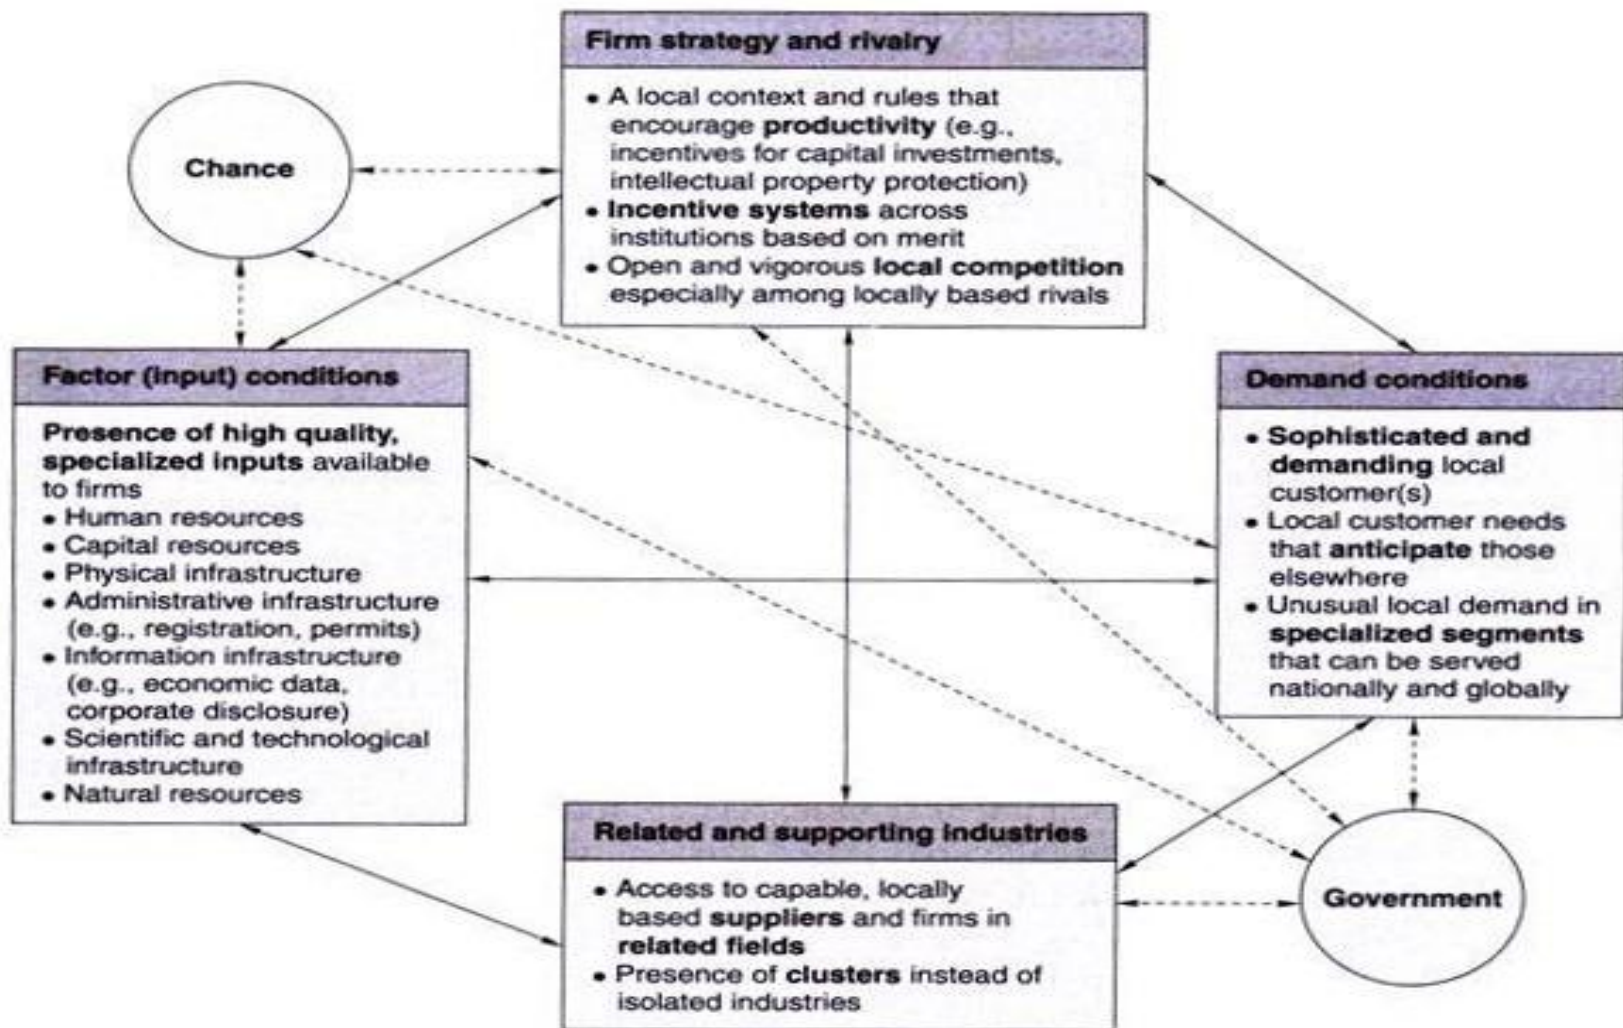 Firm strategy and rivalry
• A local context and rules that
encourage productivity (e.g.,
incentives for capital investments,
intellectual property protection)
• Incentive systems across
institutions based on merit
• Open and vigorous local competition
especially among locally based rivals
Chance
Factor (input) conditions
Presence of high quality,
specialized inputs available
to firms
• Human resources
• Capital resources
• Physical infrastructure
• Administrative infrastructure
(e.g., registration, permits)
• Information infrastructure
(e.g., economic data,
corporate disclosure)
• Scientific and technological
infrastructure
• Natural resources
Demand conditions
• Sophisticated and
demanding local
customer(s)
• Local customer needs
that anticipate those
elsewhere
• Unusual local demand in
specialized segments
that can be served
nationally and globally
Related and supporting industries
• Access to capable, locally
based suppliers and firms in
related fields
• Presence of clusters instead of
isolated industries
Government